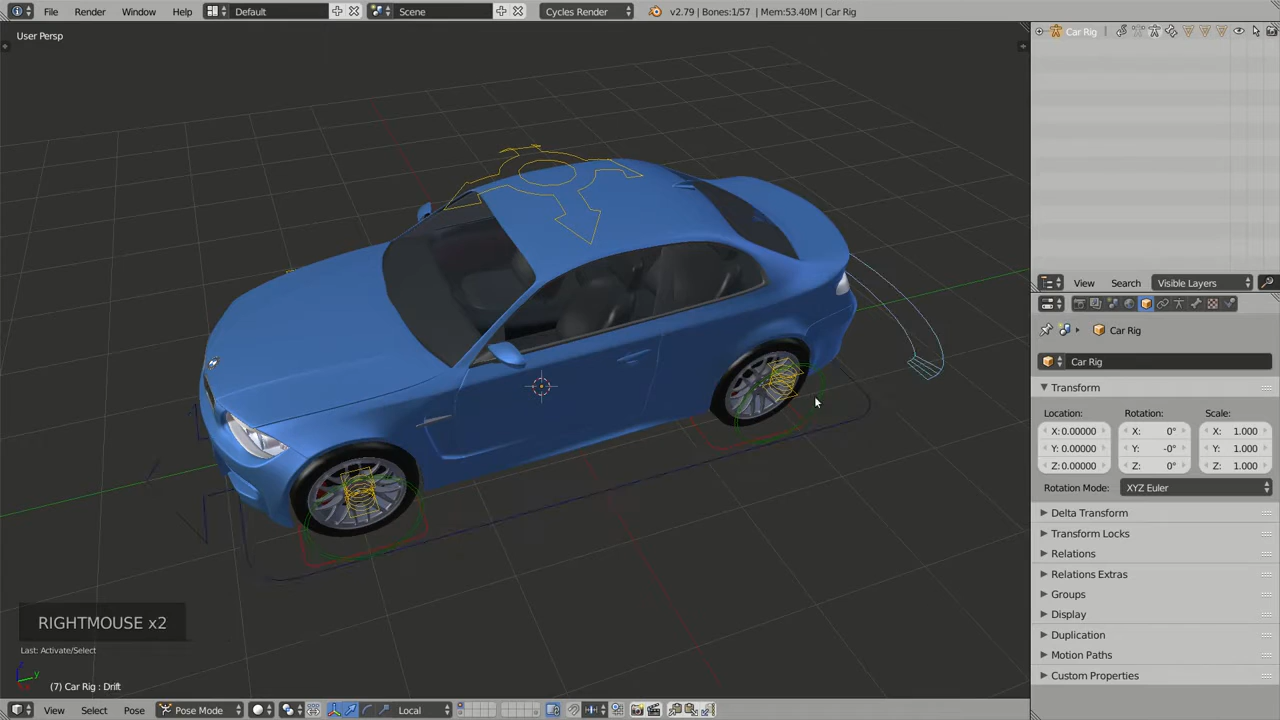 File Render Window Help Default Scene Cycles Render v2.79 | Bones:1/57 | Mem:53.40M | Car Rig
User Persp
Car Rig
View Search Visible Layers
Car Rig
Car Rig
Transform
Location: Rotation: Scale:
X: 0.00000 X: 0° X: 1.000
Y: 0.00000 Y: -0° Y: 1.000
Z: 0.00000 Z: 0° Z: 1.000
Rotation Mode: XYZ Euler
Delta Transform
Transform Locks
Relations
Relations Extras
Groups
Display
Duplication
Motion Paths
Custom Properties
RIGHTMOUSE x2
Last: Activate/Select
(7) Car Rig : Drift
View Select Pose Pose Mode Local